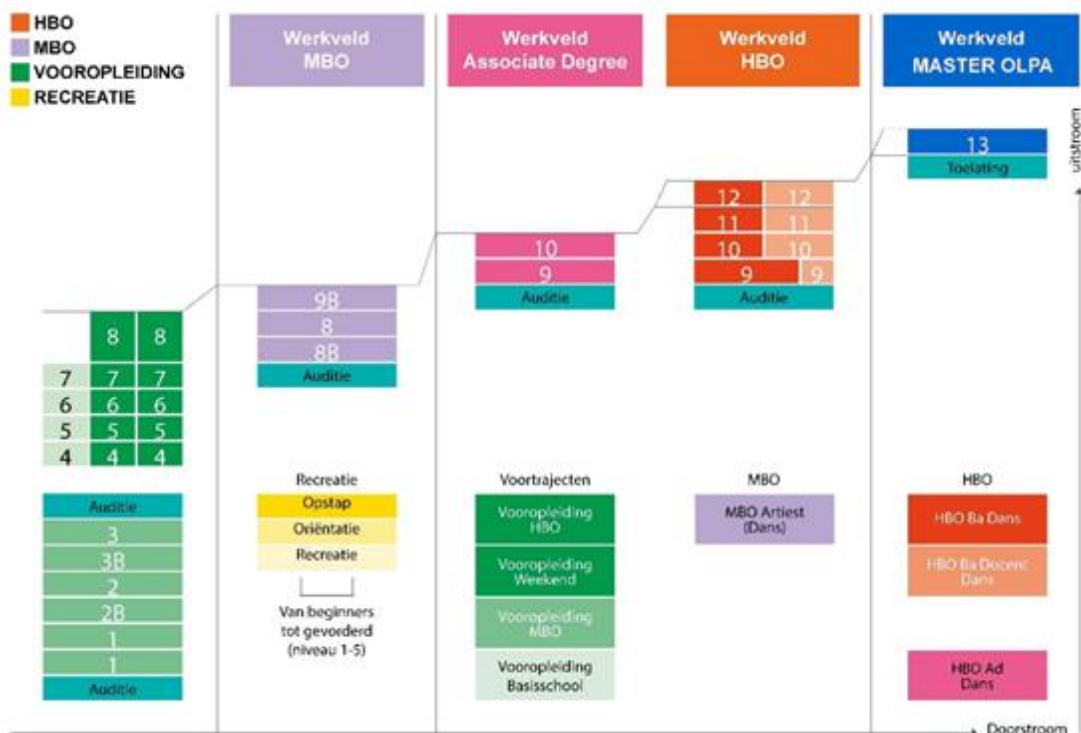 HBO
MBO
VOOROPLEIDING
RECREATIE
Werkveld
MBO
Werkveld
Associate Degree
Werkveld
HBO
Werkveld
MASTER OLPA
uitstroom
13
Toelating
12 12
11 11
10 10
9 9
Auditie
10
9
Auditie
9B
8
8B
Auditie
8 8
7 7 7
6 6 6
5 5 5
4 4 4
Auditie
3
3B
2
2B
1
1
Auditie
Recreatie
Opstap
Oriëntatie
Recreatie
Van beginners
tot gevorderd
(niveau 1-5)
Voortrajecten
Vooropleiding
HBO
Vooropleiding
Weekend
Vooropleiding
MBO
Vooropleiding
Basisschool
MBO
MBO Artiest
(Dans)
HBO
HBO Ba Dans
HBO Ba Docent
Dans
HBO Ad
Dans
Doorstroom